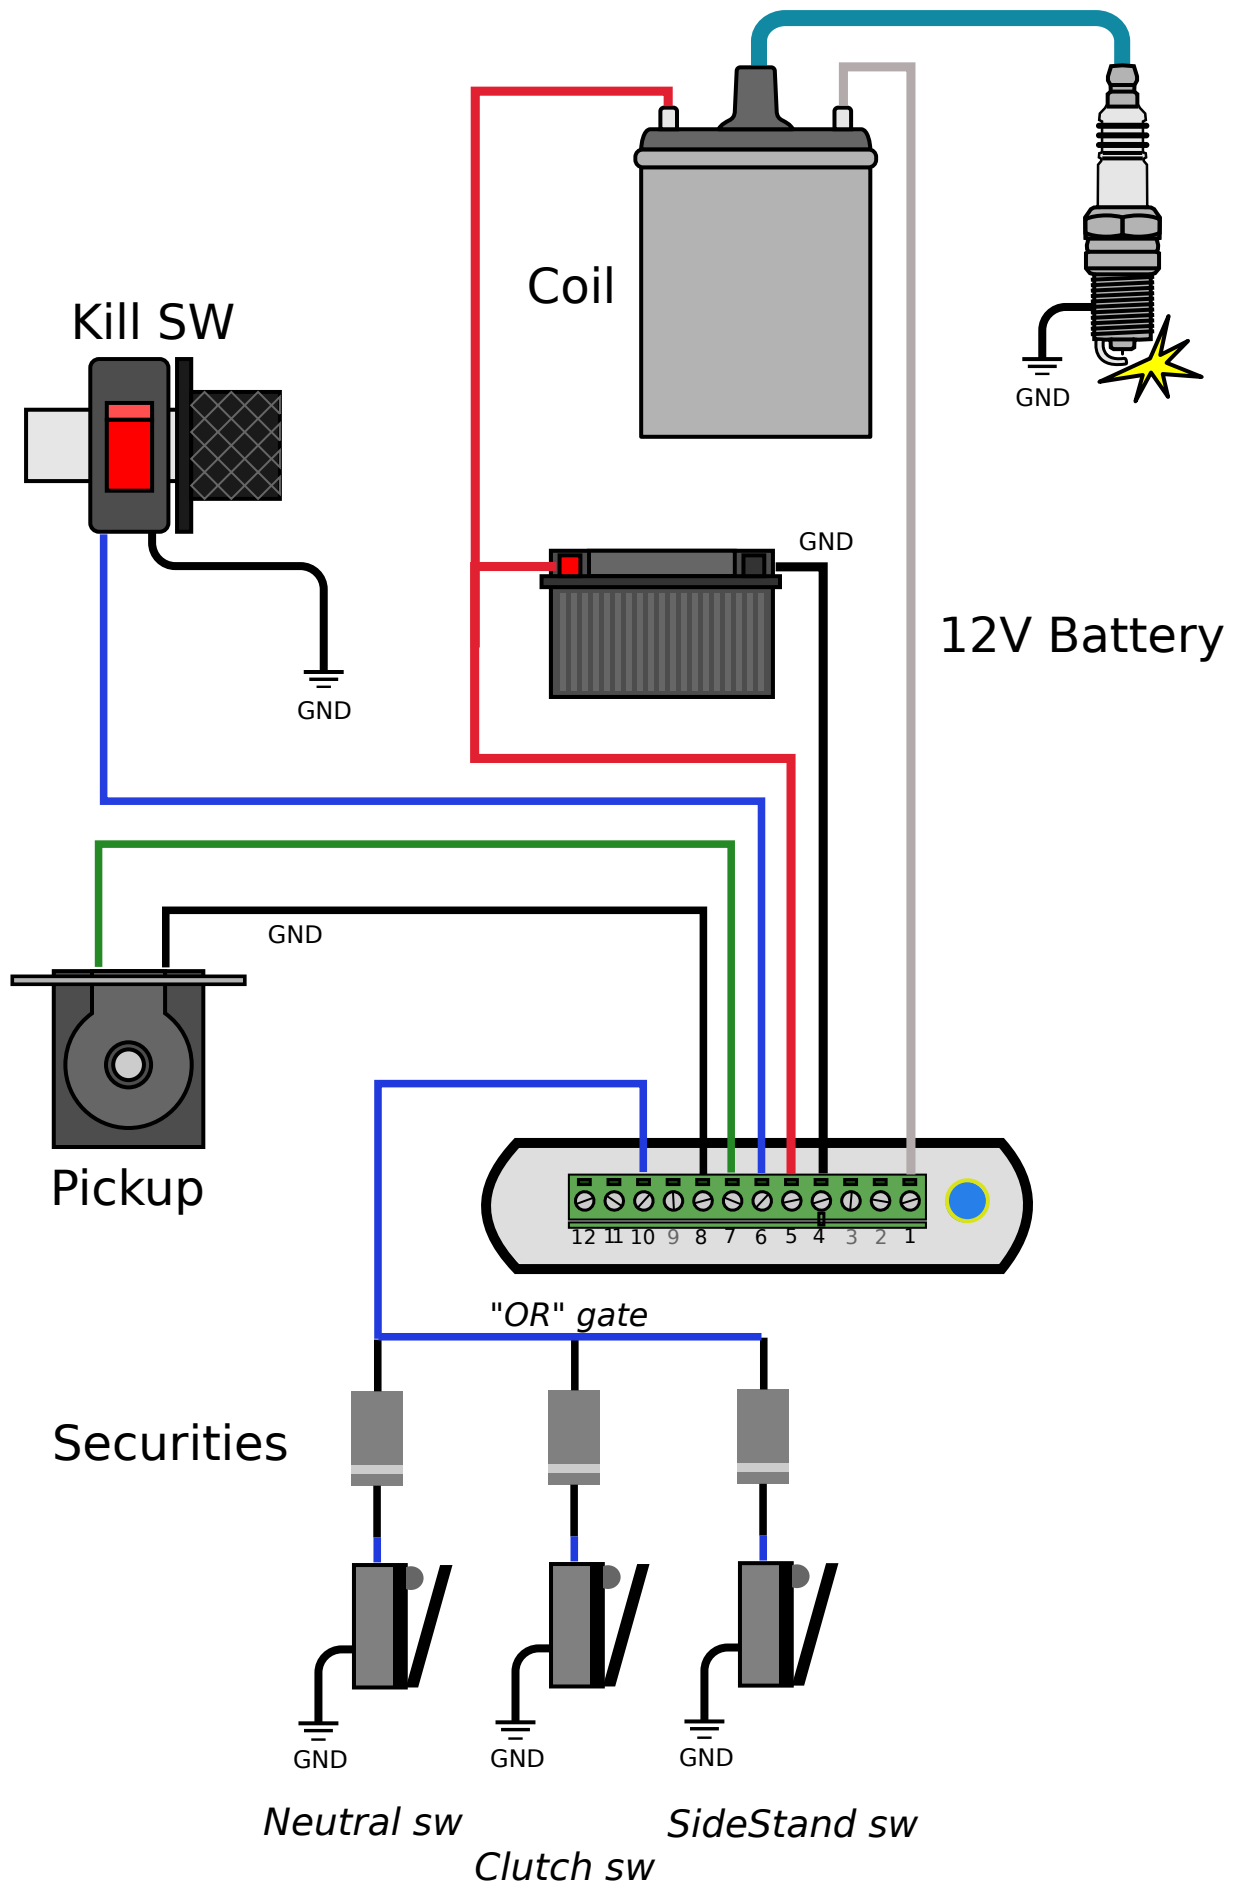 Coil
Kill SW
GND
GND
12V Battery
GND
GND
Pickup
12 11 10 9 8 7 6 5 4 3 2 1
"OR" gate
Securities
GND
GND
GND
Neutral sw
SideStand sw
Clutch sw